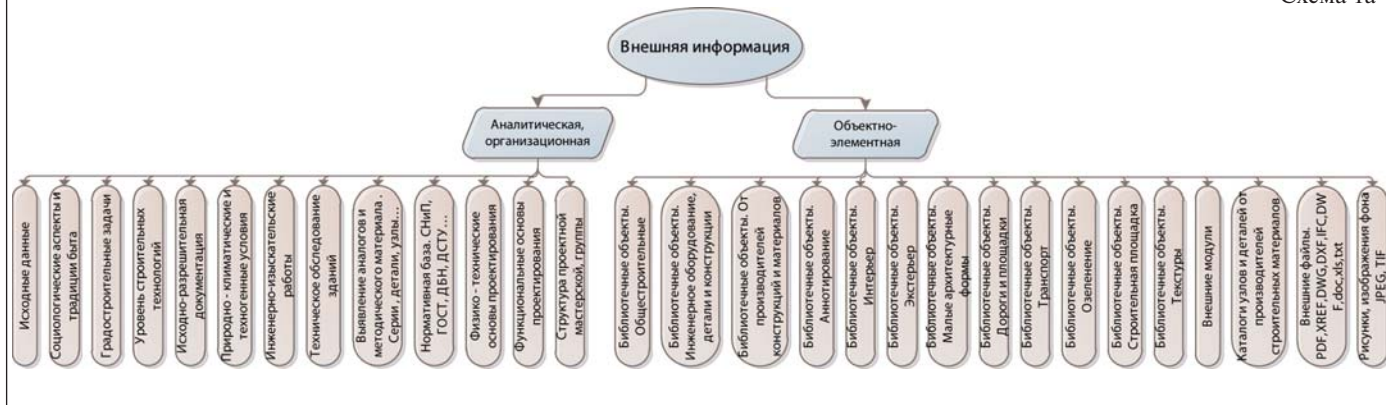 Схема 1а
Внешняя информация
Аналитическая,
организационная
Объектно-
элементная
Исходные данные
Социологические аспекты и
традиции быта
Градостроительные задачи
Уровень строительных
технологий
Исходно-разрешительная
документация
Природно - климатические и
техногенные условия
Инженерно-изыскательские
работы
Техническое обследование
зданий
Выявление аналогов и
методического материала .
Серии , детали, узлы…
Нормативная база. СНиП,
ГОСТ, ДБН, ДСТУ…
Физико - технические
основы проектирования
Функциональные основы
проектирования
Структура проектной
мастерской, группы
Библиотечные объекты.
Общестроительные
Библиотечные объекты.
Инженерное оборудование,
детали и конструкции
Библиотечные объекты. От
производителей
конструкций и материалов
Библиотечные объекты.
Аннотирование
Библиотечные объекты.
Интерьер
Библиотечные объекты.
Экстерьер
Библиотечные объекты.
Малые архитектурные
формы
Библиотечные объекты.
Дороги и площадки
Библиотечные объекты.
Транспорт
Библиотечные объекты.
Озеленение
Библиотечные объекты.
Строительная площадка
Библиотечные объекты.
Текстуры
Внешние модули
Каталоги узлов и деталей от
производителей
строительных материалов
Внешние файлы.
PDF,XREF,DWG,DXF,IFC,DW
F,doc,xls,txt
Рисунки, изображения фона
JPEG, TIF